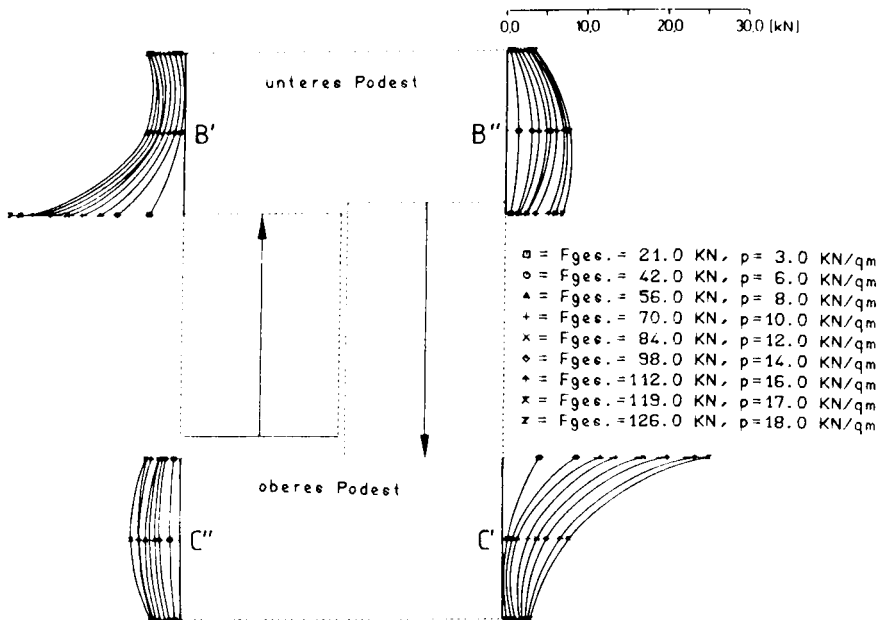 0,0 10,0 20,0 30,0 [kN]
unteres Podest
B' B"
□ = Fges.= 21.0 KN, p= 3.0 KN/qm
○ = Fges.= 42.0 KN, p= 6.0 KN/qm
▲ = Fges.= 56.0 KN, p= 8.0 KN/qm
+ = Fges.= 70.0 KN, p=10.0 KN/qm
× = Fges.= 84.0 KN, p=12.0 KN/qm
◇ = Fges.= 98.0 KN, p=14.0 KN/qm
+ = Fges.=112.0 KN, p=16.0 KN/qm
x = Fges.=119.0 KN, p=17.0 KN/qm
z = Fges.=126.0 KN, p=18.0 KN/qm
oberes Podest
C" C'